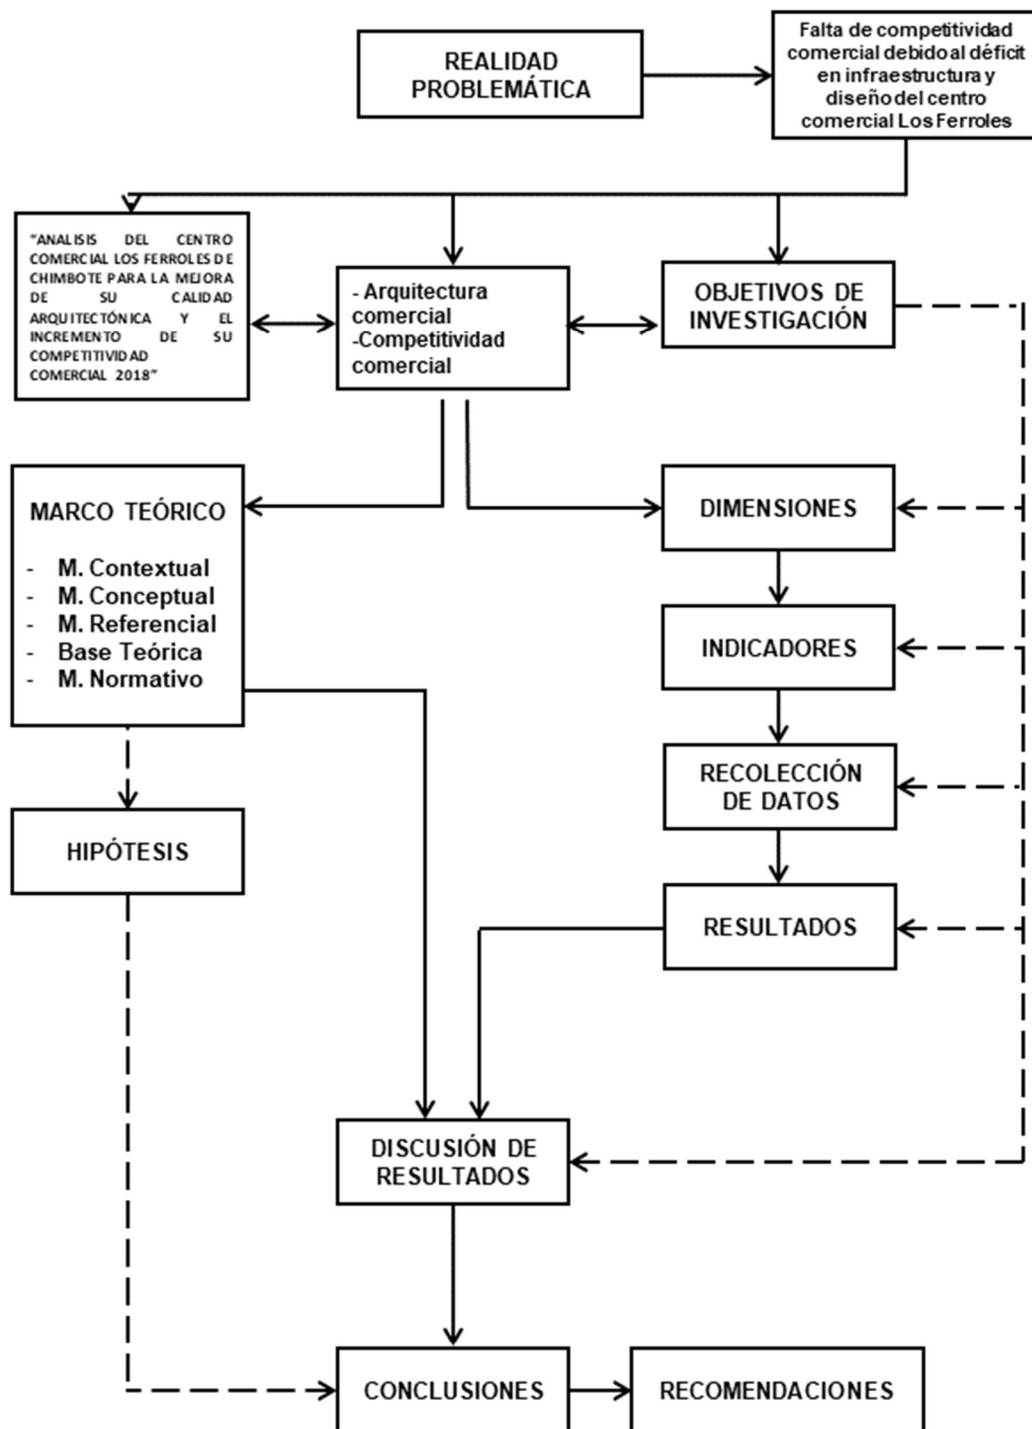 REALIDAD
PROBLEMÁTICA
Falta de competitividad
comercial debido al déficit
en infraestructura y
diseño del centro
comercial Los Ferroles
"ANALISIS DEL CENTRO
COMERCIAL LOS FERROLES DE
CHIMBOTE PARA LA MEJORA
DE SU CALIDAD
ARQUITECTÓNICA Y EL
INCREMENTO DE SU
COMPETITIVIDAD
COMERCIAL 2018"
- Arquitectura
comercial
-Competitividad
comercial
OBJETIVOS DE
INVESTIGACIÓN
MARCO TEÓRICO
- M. Contextual
- M. Conceptual
- M. Referencial
- Base Teórica
- M. Normativo
DIMENSIONES
INDICADORES
RECOLECCIÓN
DE DATOS
HIPÓTESIS
RESULTADOS
DISCUSIÓN DE
RESULTADOS
CONCLUSIONES
RECOMENDACIONES